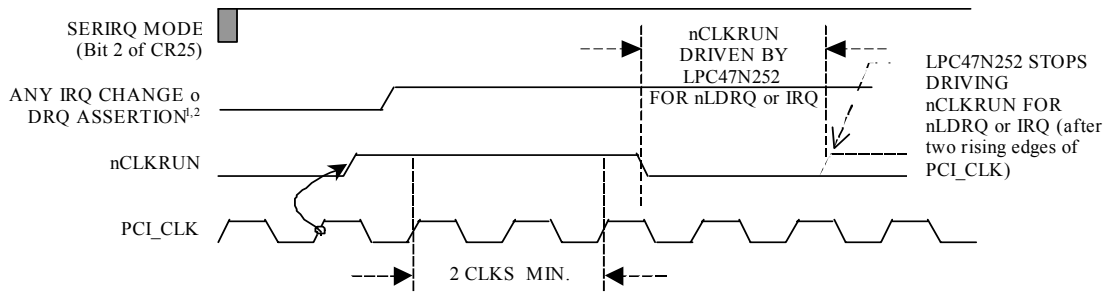 SERIRQ MODE
(Bit 2 of CR25)
nCLKRUN
DRIVEN BY
LPC47N252
FOR nLDRQ or IRQ
LPC47N252 STOPS
DRIVING
nCLKRUN FOR
nLDRQ or IRQ (after
two rising edges of
PCI_CLK)
ANY IRQ CHANGE o
DRQ ASSERTION1,2
nCLKRUN
PCI_CLK
2 CLKS MIN.